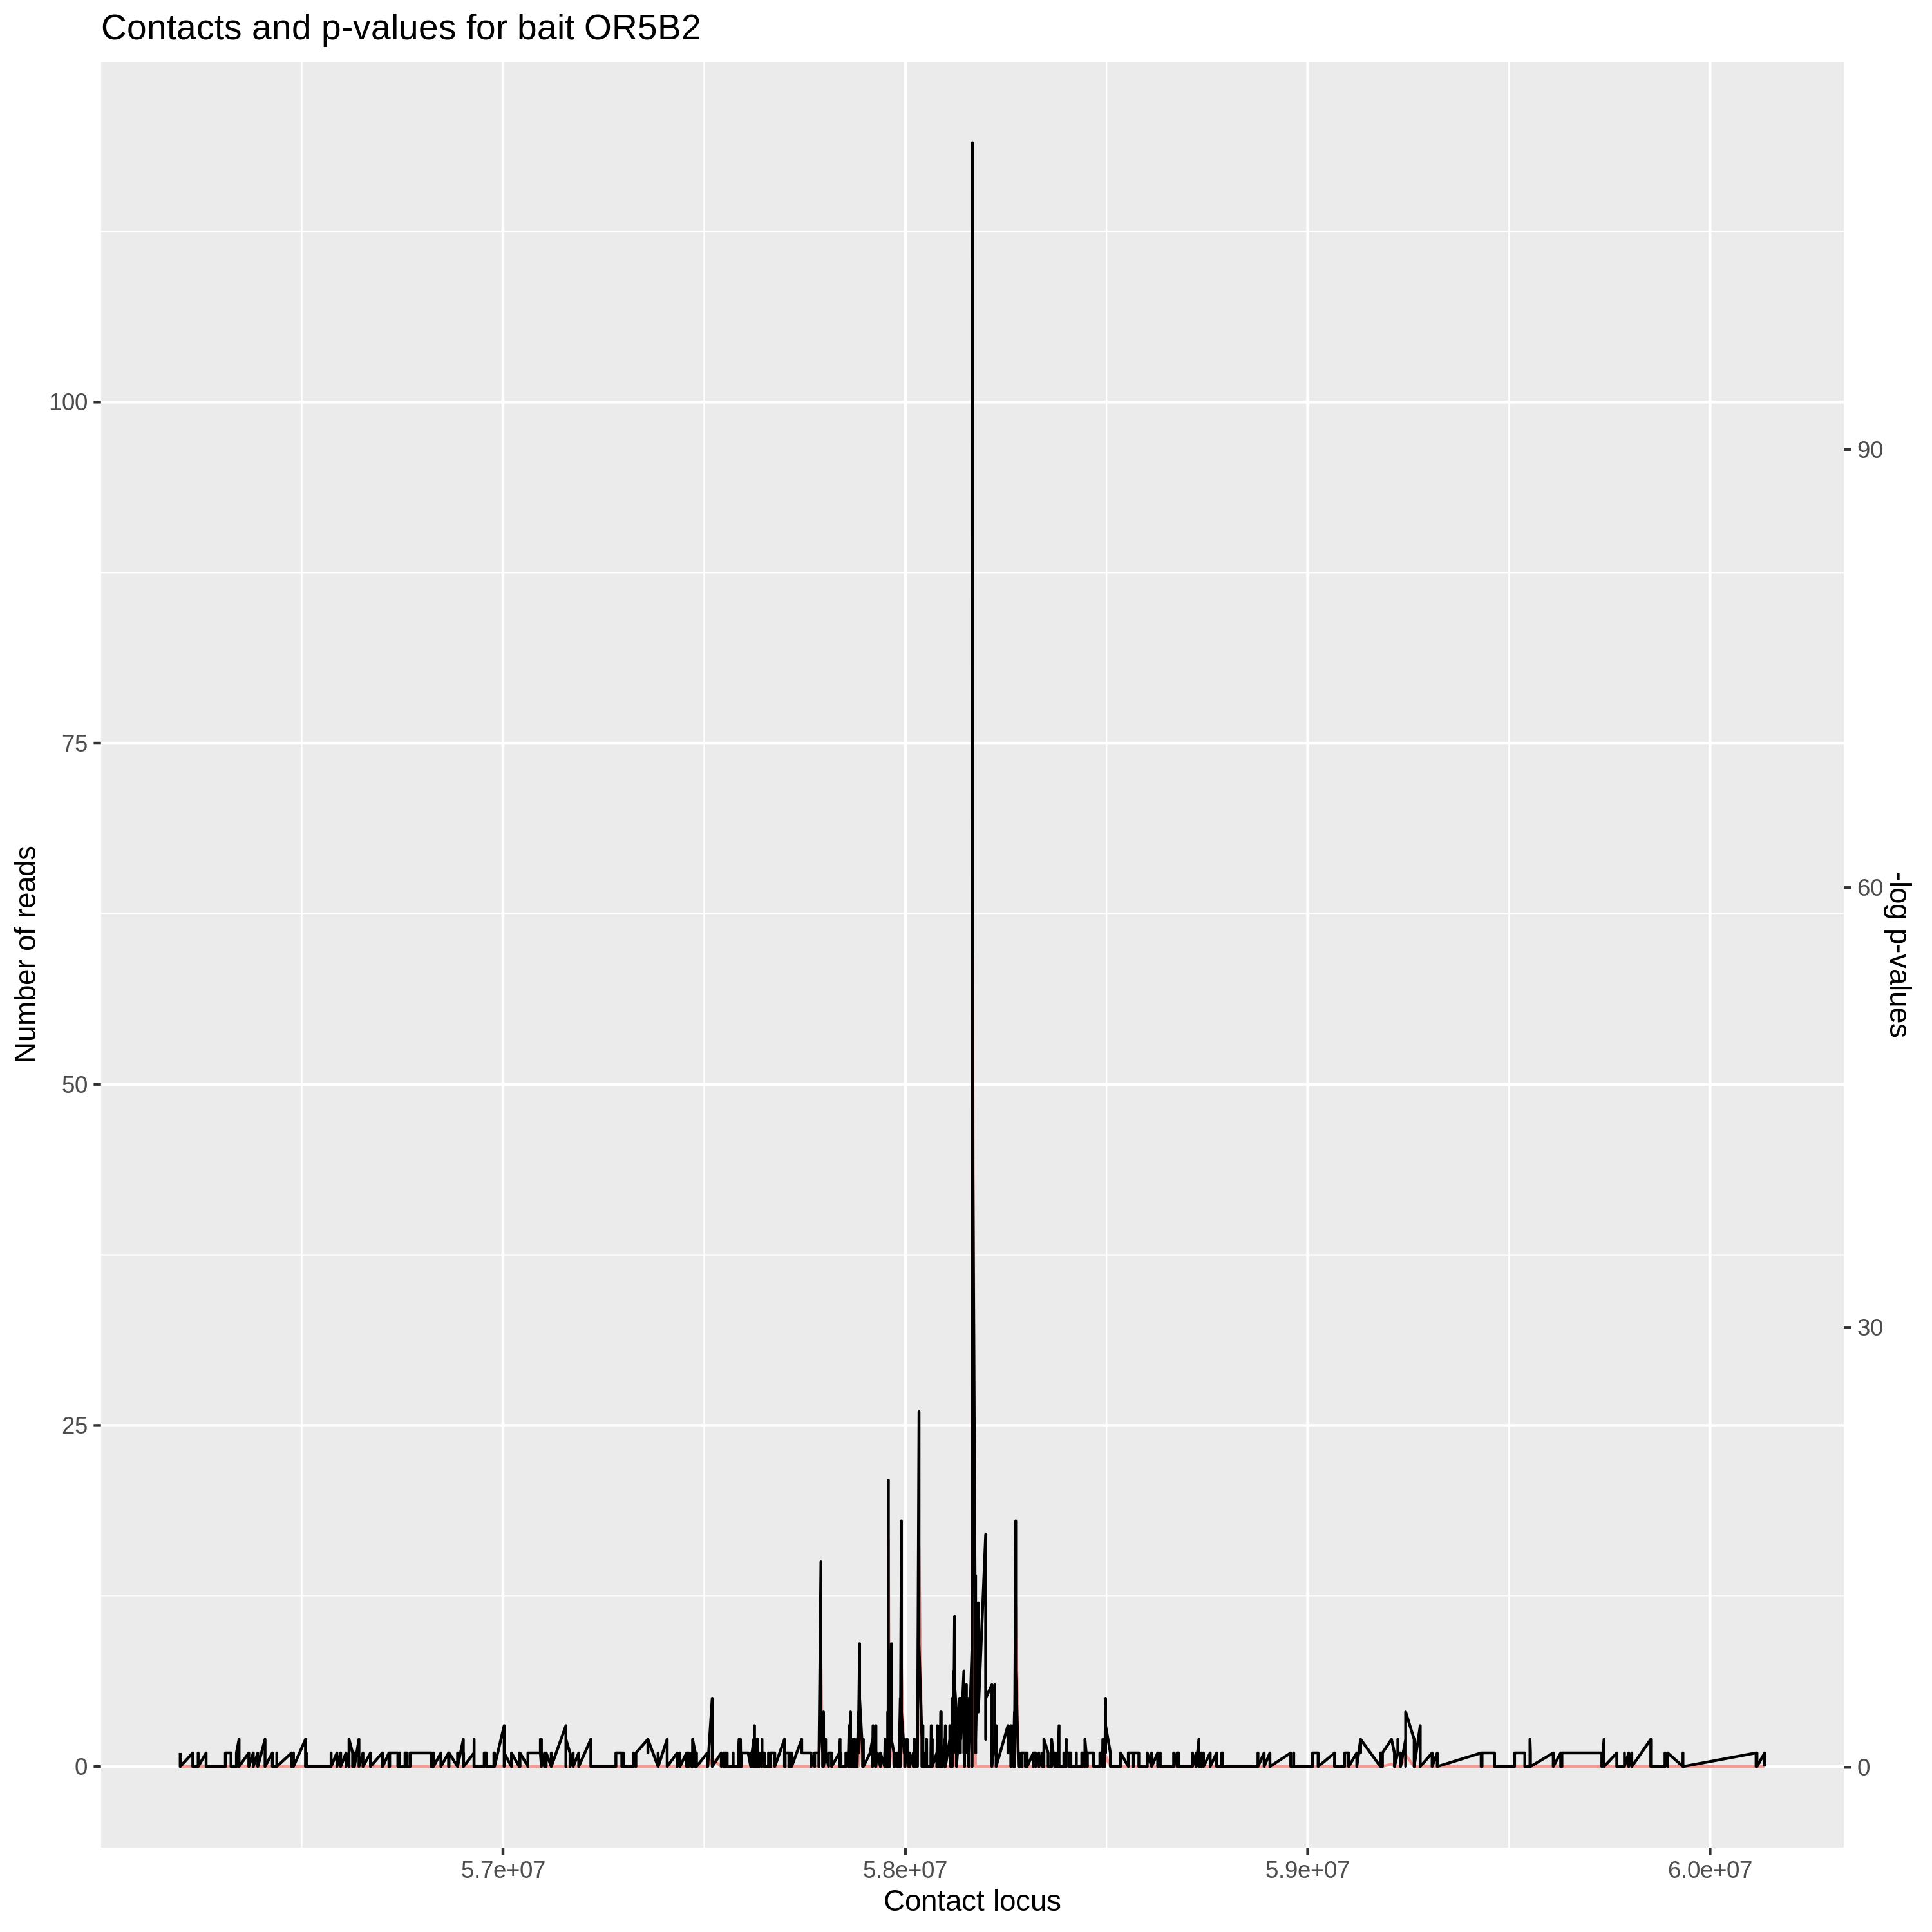 Contacts and p-values for bait OR5B2
100
75
50
25
0
Number of reads
90
60
30
0
-log p-values
5.7e+07
5.8e+07
5.9e+07
6.0e+07
Contact locus